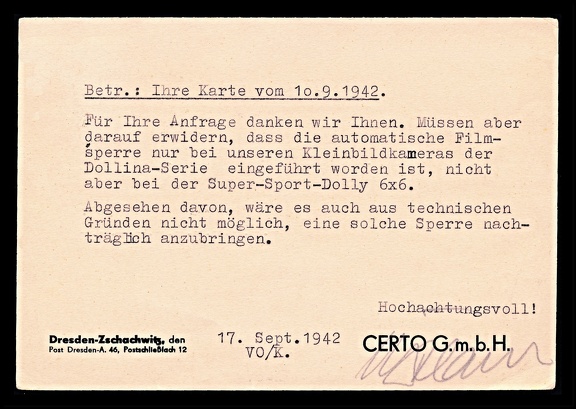 Betr.: Ihre Karte vom 1o.9.1942.
Für Ihre Anfrage danken wir Ihnen. Müssen aber
darauf erwidern, dass die automatische Film-
sperre nur bei unseren Kleinbildkameras der
Dollina-Serie eingeführt worden ist, nicht
aber bei der Super-Sport-Dolly 6x6.
Abgesehen davon, wäre es auch aus technischen
Gründen nicht möglich, eine solche Sperre nach-
träglich anzubringen.
Hochachtungsvoll!
Dresden-Zschachwitz, den 17. Sept.1942 CERTO G.m.b.H.
Post Dresden-A. 46, Postschließfach 12 VO/K.